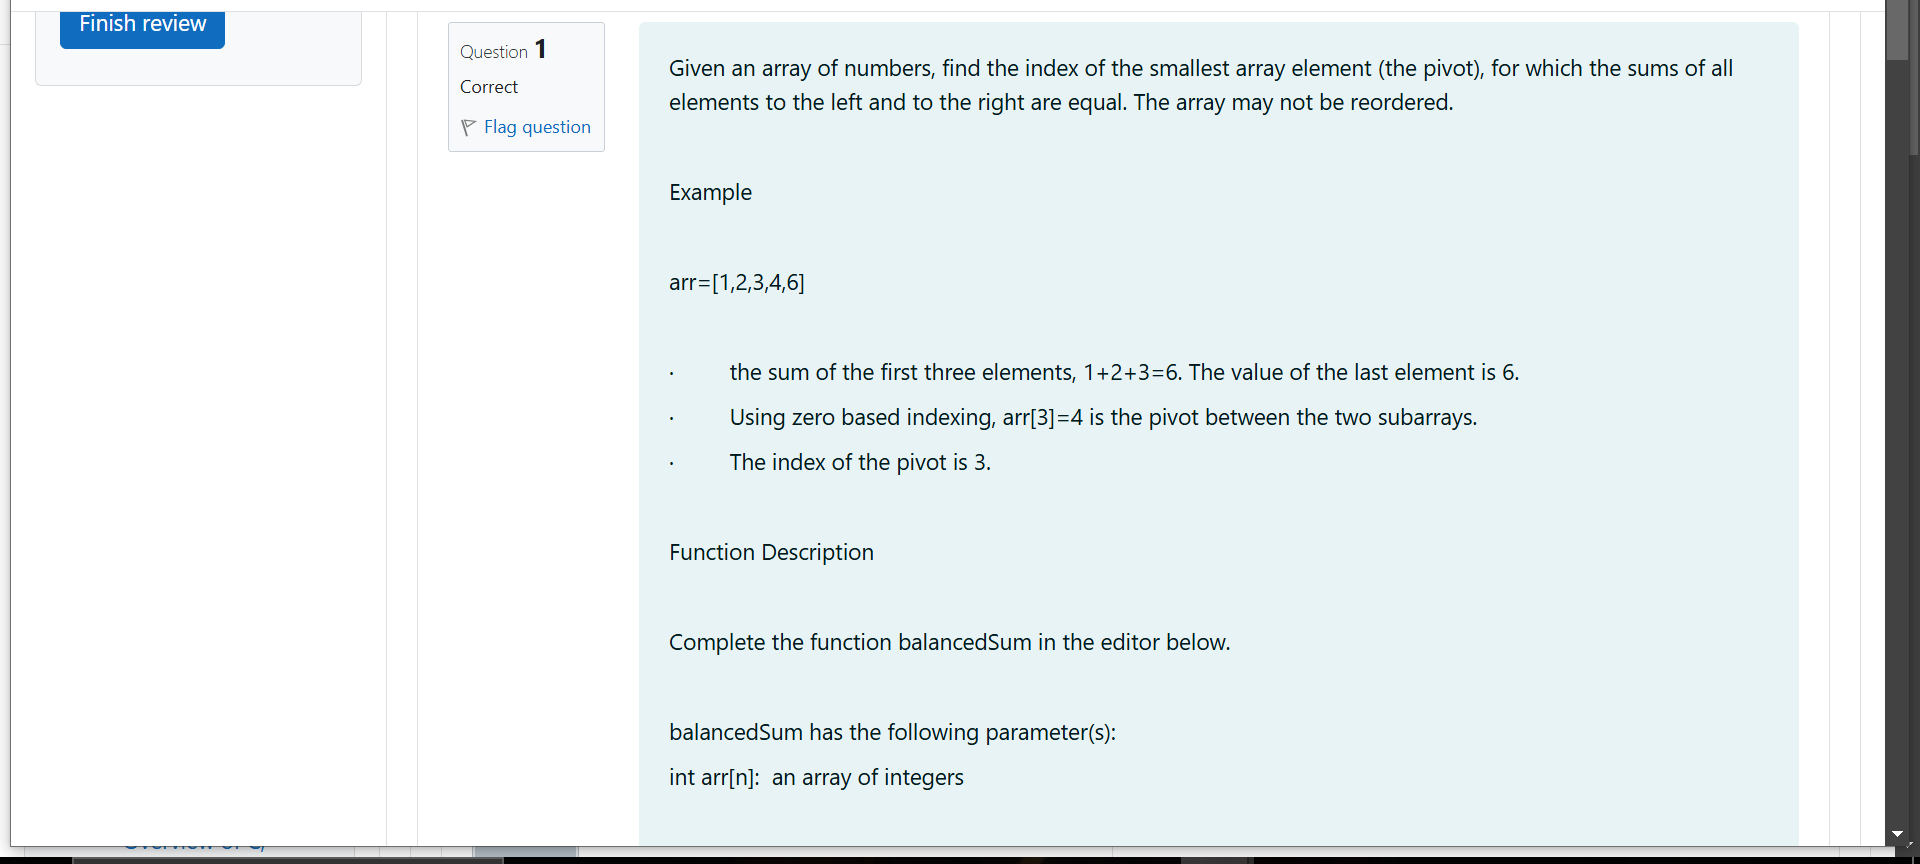 Finish review
Question 1
Correct
Flag question
Given an array of numbers, find the index of the smallest array element (the pivot), for which the sums of all
elements to the left and to the right are equal. The array may not be reordered.
Example
arr=[1,2,3,4,6]
· the sum of the first three elements, 1+2+3=6. The value of the last element is 6.
· Using zero based indexing, arr[3]=4 is the pivot between the two subarrays.
· The index of the pivot is 3.
Function Description
Complete the function balancedSum in the editor below.
balancedSum has the following parameter(s):
int arr[n]: an array of integers